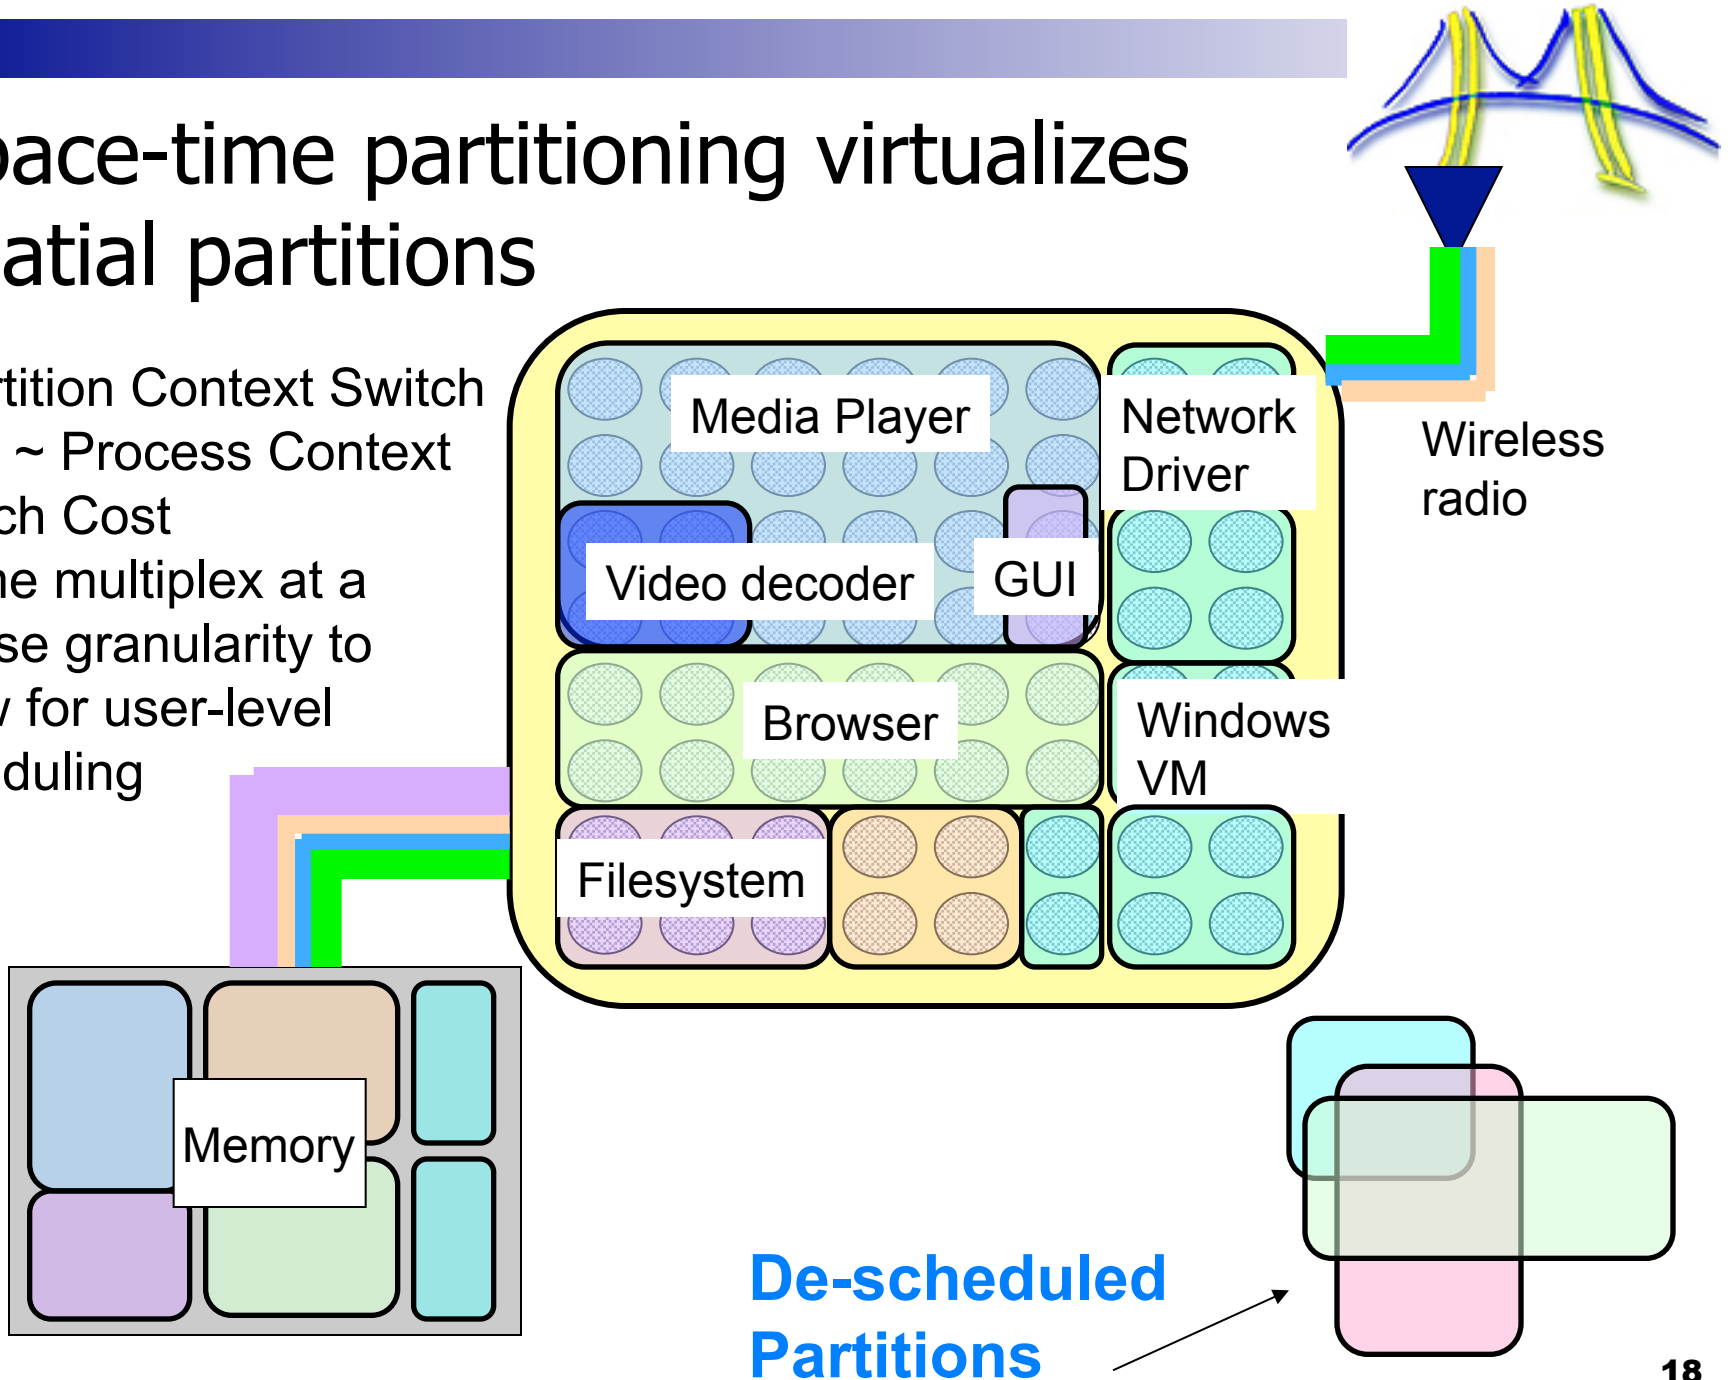 pace-time partitioning virtualizes
atial partitions
rtition Context Switch
~ Process Context
ch Cost
ne multiplex at a
se granularity to
w for user-level
duling
Media Player
Network
Driver
Video decoder
GUI
Browser
Windows
VM
Filesystem
Wireless
radio
Memory
De-scheduled
Partitions
18